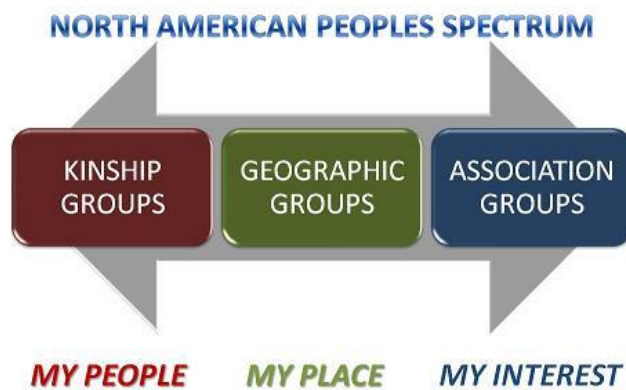 NORTH AMERICAN PEOPLES SPECTRUM
KINSHIP
GROUPS
GEOGRAPHIC
GROUPS
ASSOCIATION
GROUPS
MY PEOPLE
MY PLACE
MY INTEREST